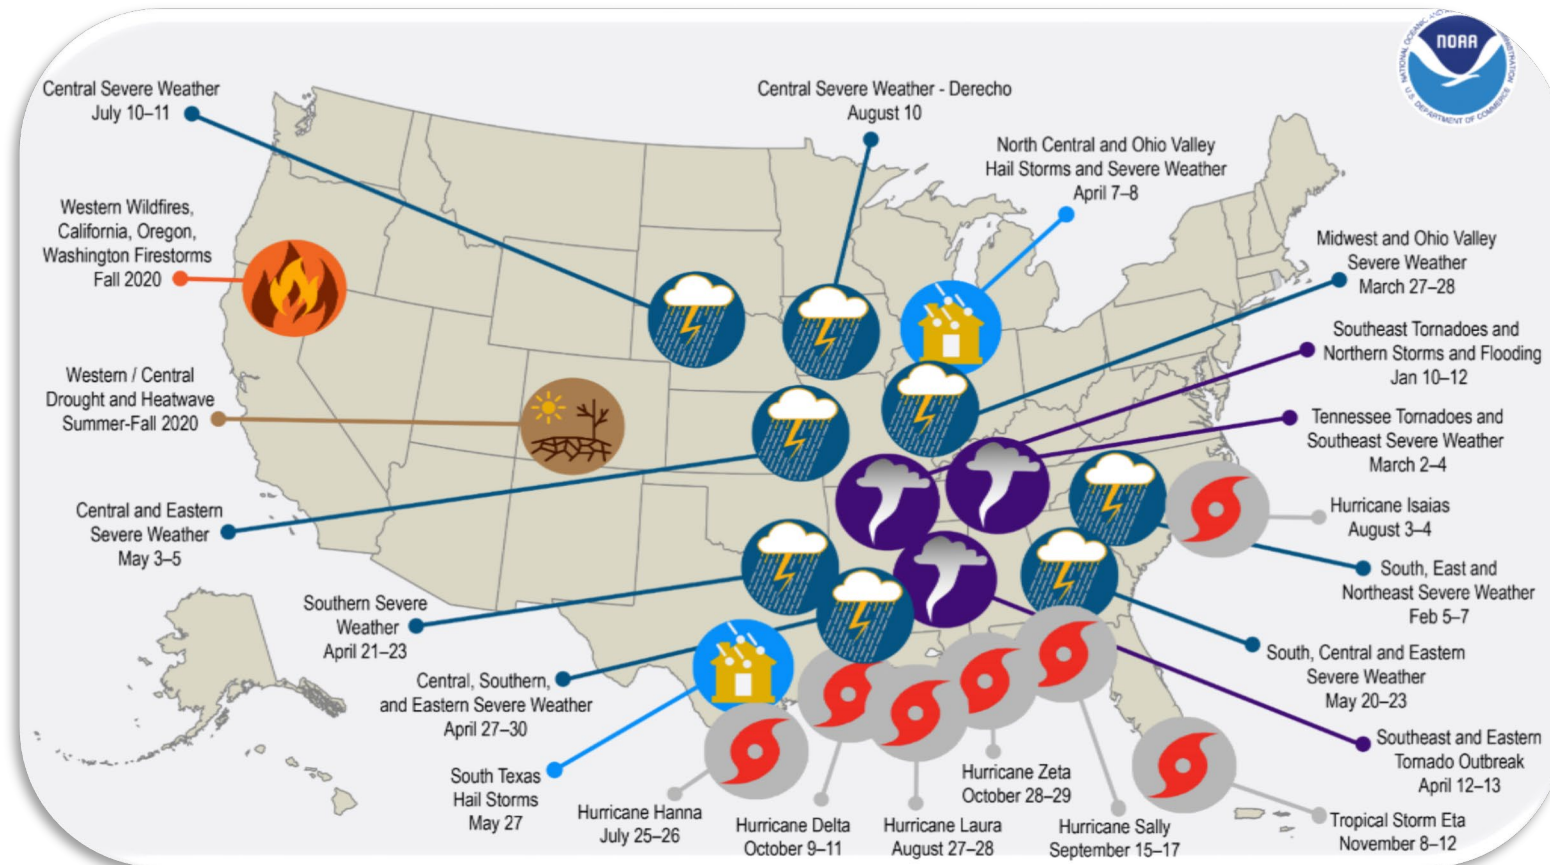 NOAA
NATIONAL OCEANIC AND
U.S. DEPARTMENT OF COMMERCE
Central Severe Weather
July 10–11
Central Severe Weather - Derecho
August 10
North Central and Ohio Valley
Hail Storms and Severe Weather
April 7–8
Western Wildfires,
California, Oregon,
Washington Firestorms
Fall 2020
Midwest and Ohio Valley
Severe Weather
March 27–28
Southeast Tornadoes and
Northern Storms and Flooding
Jan 10–12
Western / Central
Drought and Heatwave
Summer-Fall 2020
Tennessee Tornadoes and
Southeast Severe Weather
March 2–4
Central and Eastern
Severe Weather
May 3–5
Hurricane Isaias
August 3–4
South, East and
Northeast Severe Weather
Feb 5–7
Southern Severe
Weather
April 21–23
South, Central and Eastern
Severe Weather
May 20–23
Central, Southern,
and Eastern Severe Weather
April 27–30
Southeast and Eastern
Tornado Outbreak
April 12–13
South Texas
Hail Storms
May 27
Hurricane Hanna
July 25–26
Hurricane Delta
October 9–11
Hurricane Laura
August 27–28
Hurricane Zeta
October 28–29
Hurricane Sally
September 15–17
Tropical Storm Eta
November 8–12